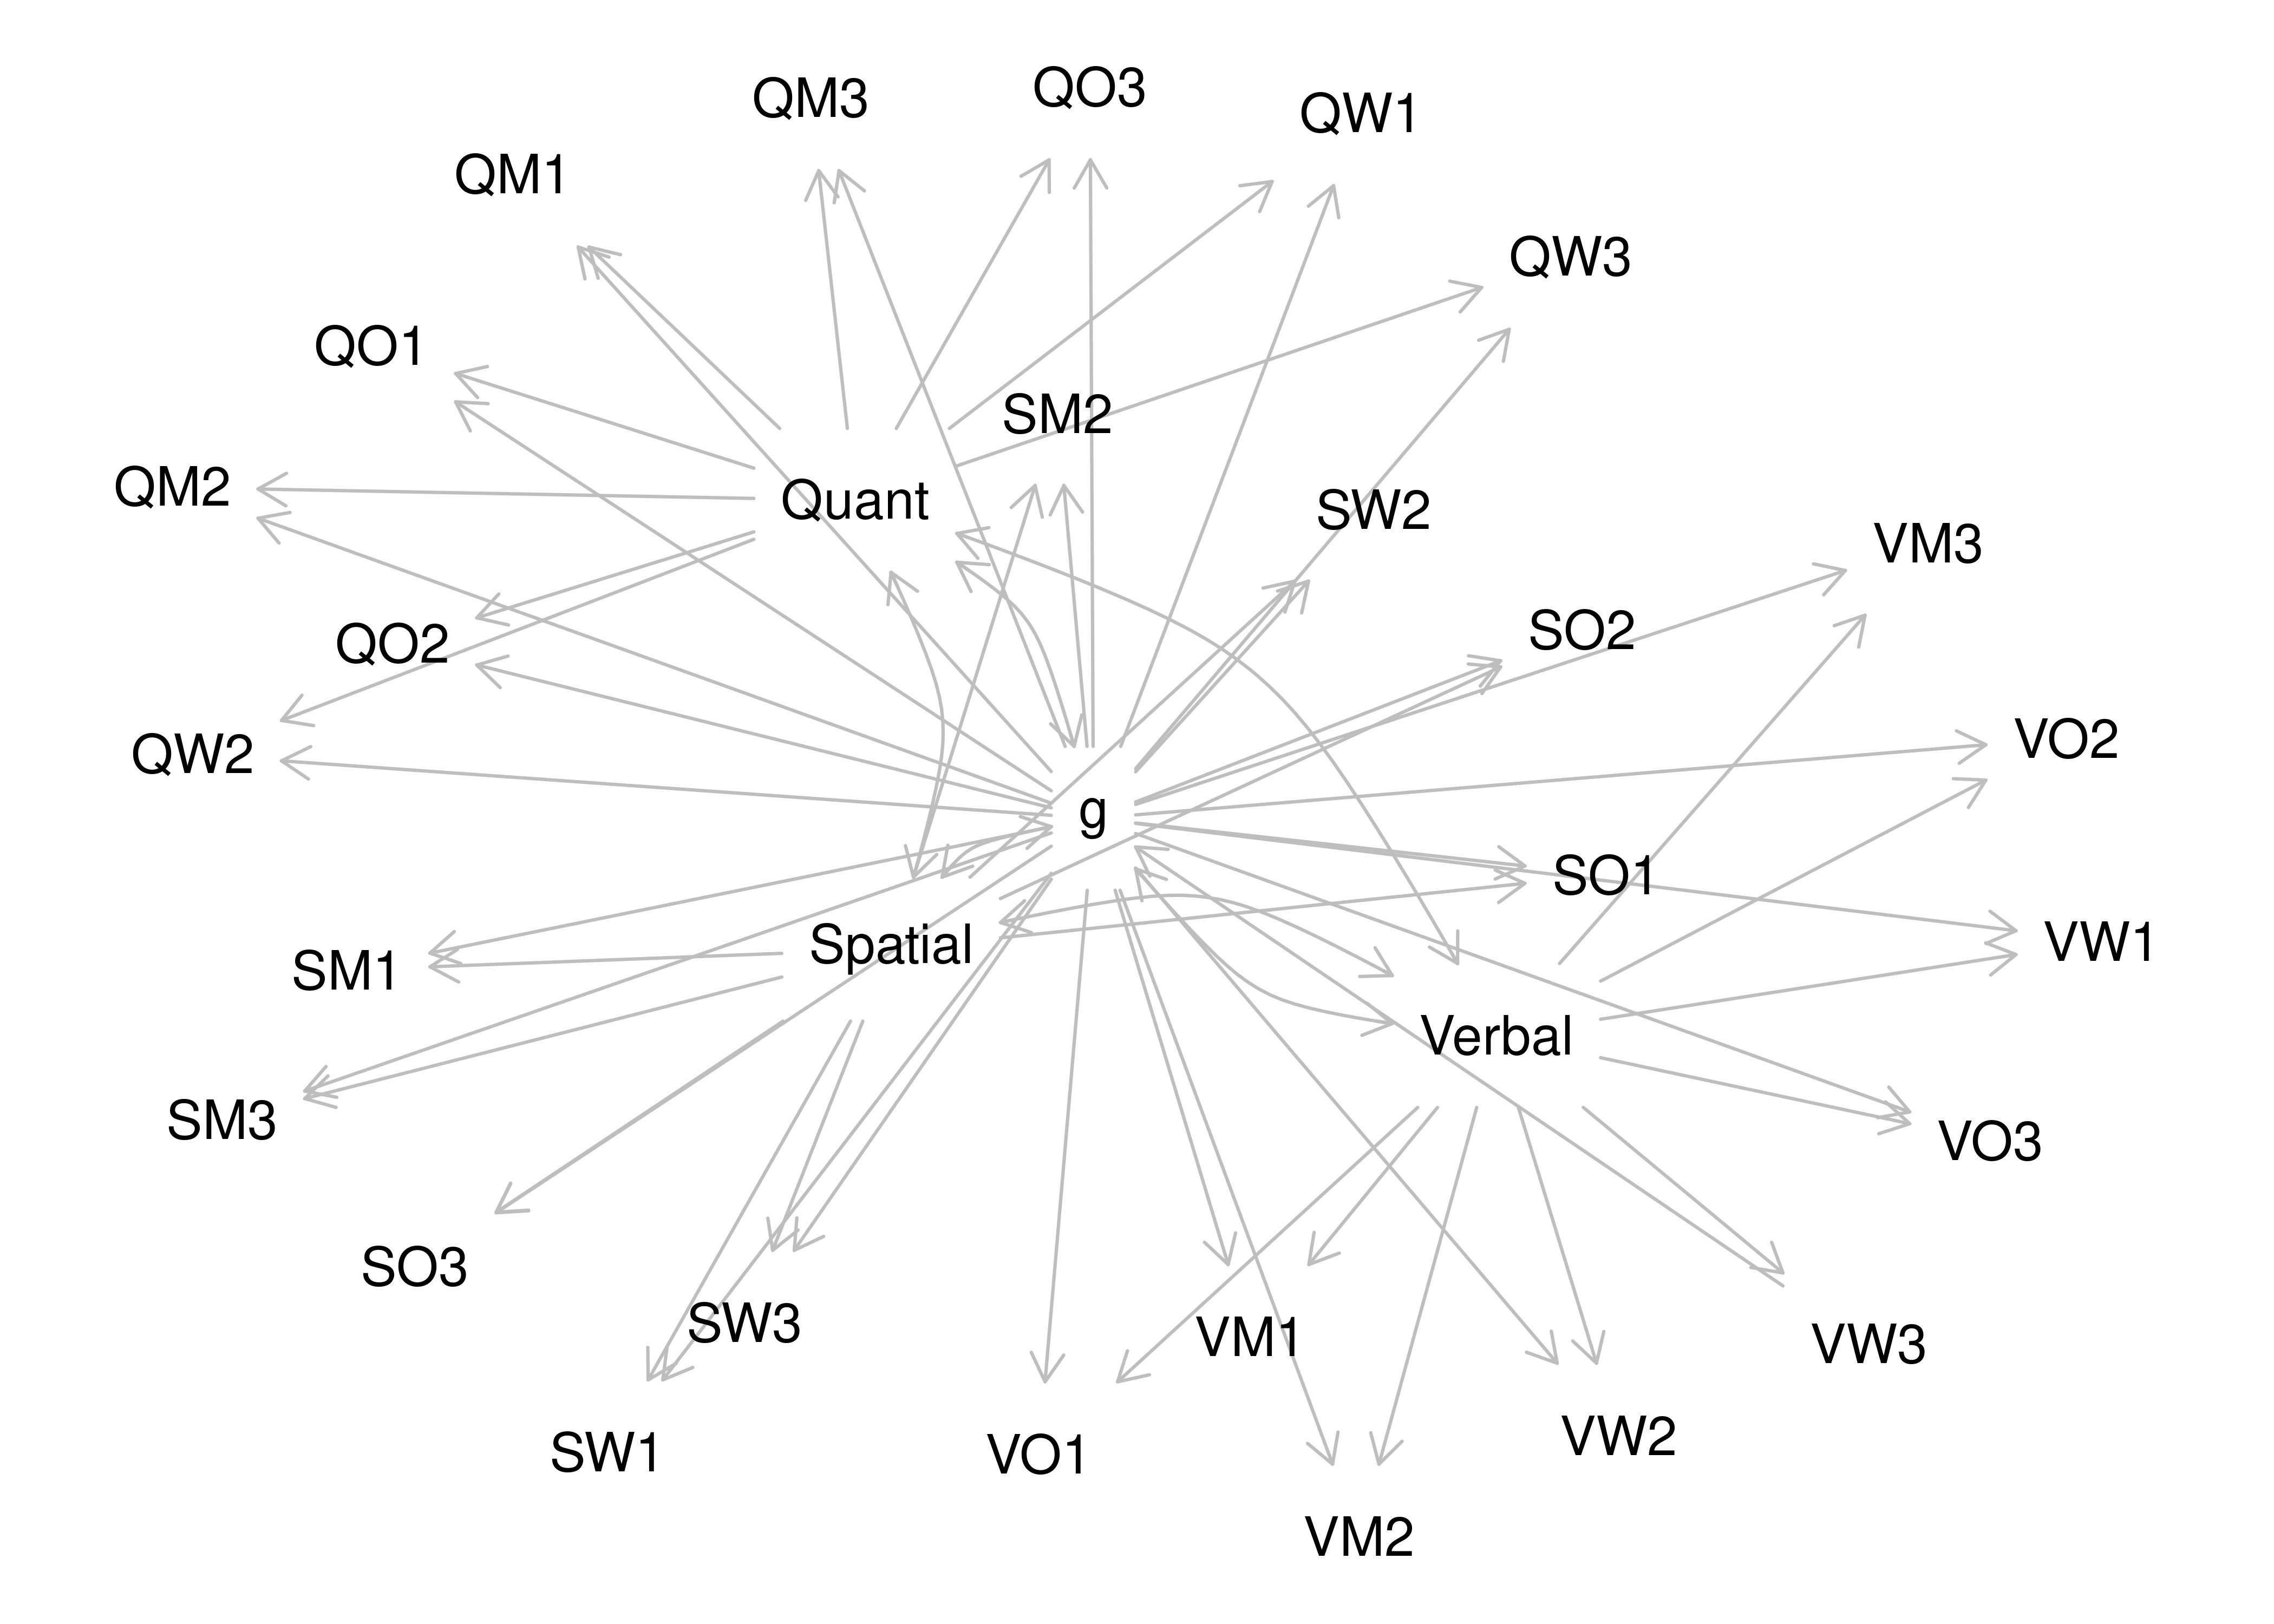 QO3
QM3
QW1
QM1
QW3
QO1
SM2
QM2
Quant
SW2
VM3
SO2
QO2
VO2
QW2
g
SO1
VW1
Spatial
SM1
Verbal
SM3
VO3
SO3
SW3
VM1
VW3
VW2
SW1
VO1
VM2